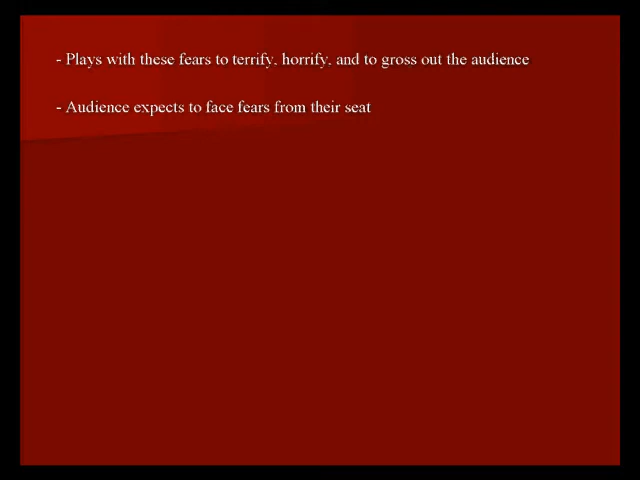 - Plays with these fears to terrify, horrify, and to gross out the audience
- Audience expects to face fears from their seat